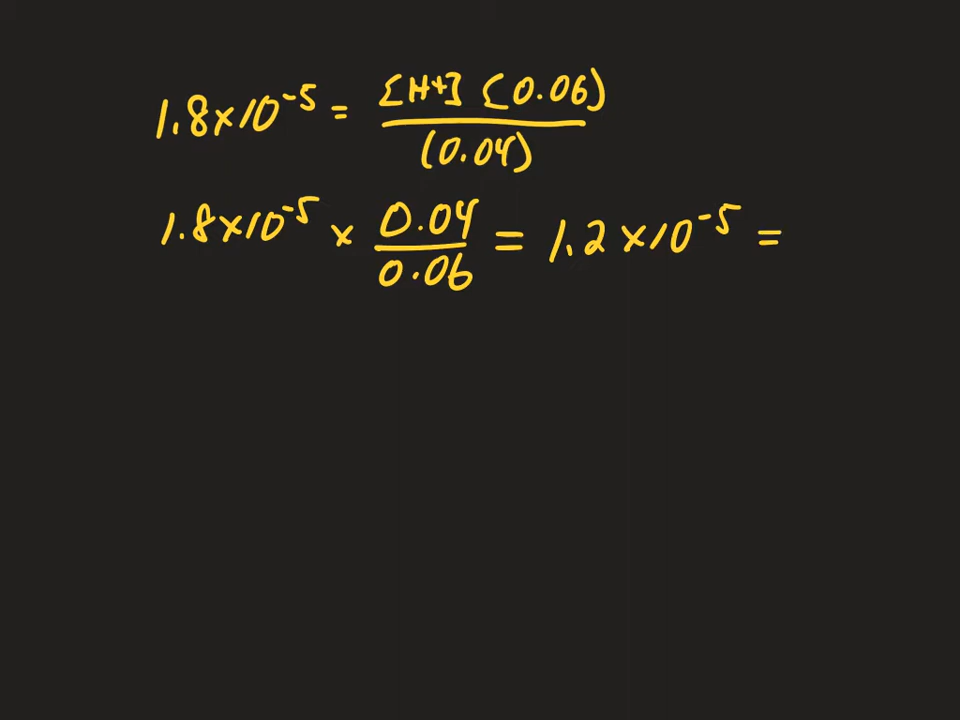 1.8×10⁻⁵ = [H+] (0.06) / (0.04)
1.8×10⁻⁵ × 0.04 / 0.06 = 1.2×10⁻⁵ =